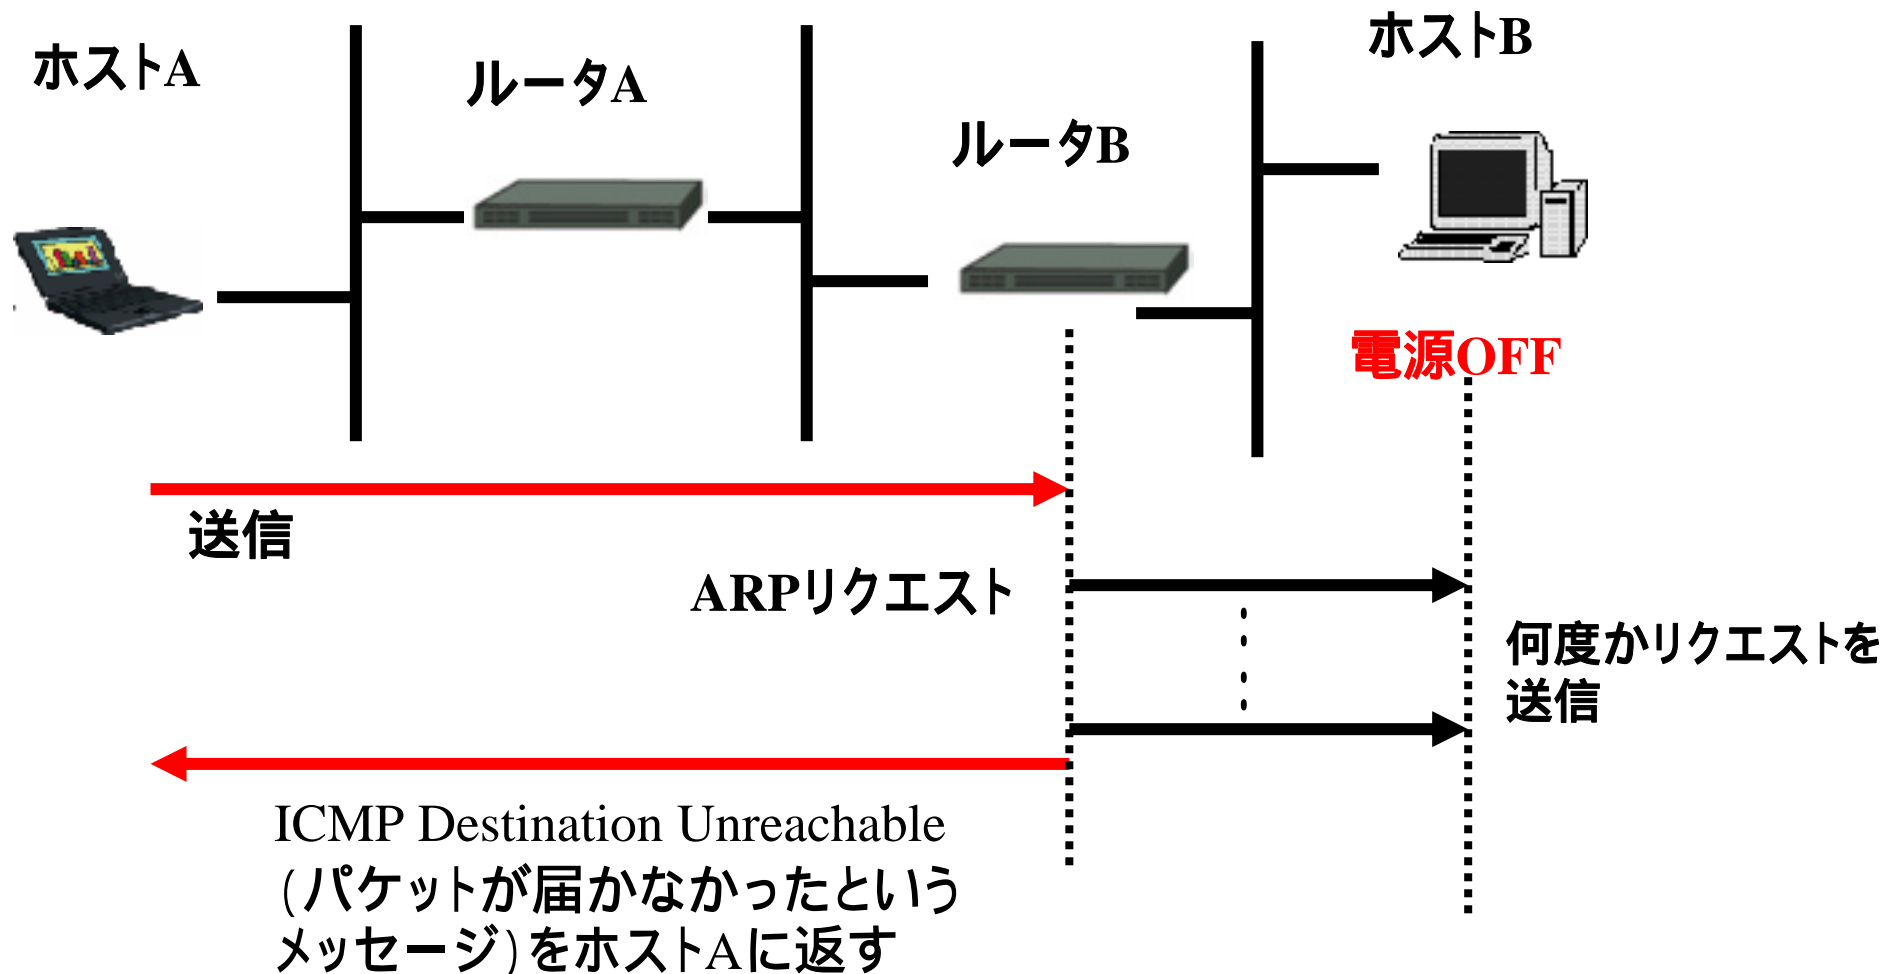 ホストA
ルータA
ルータB
ホストB
電源OFF
送信
ARPリクエスト
何度かリクエストを
送信
ICMP Destination Unreachable
(パケットが届かなかったという
メッセージ)をホストAに返す